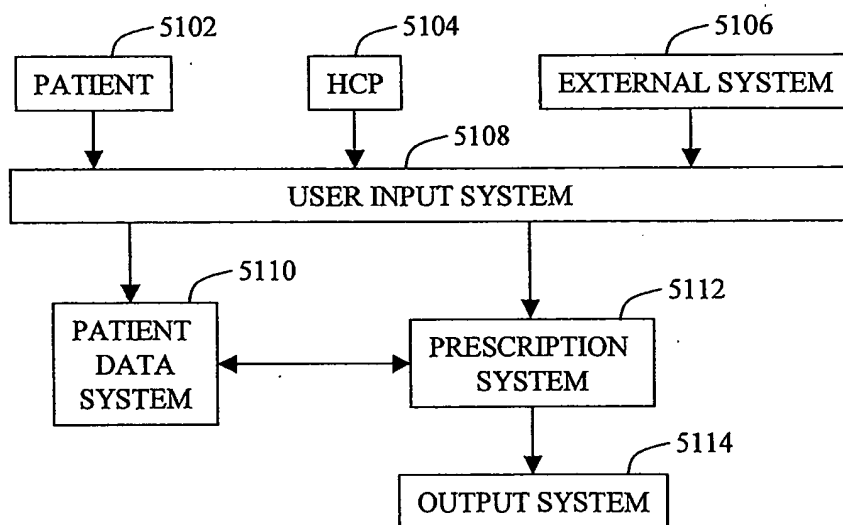 5102
5104
5106
PATIENT
HCP
EXTERNAL SYSTEM
5108
USER INPUT SYSTEM
5110
5112
PATIENT
DATA
SYSTEM
PRESCRIPTION
SYSTEM
5114
OUTPUT SYSTEM